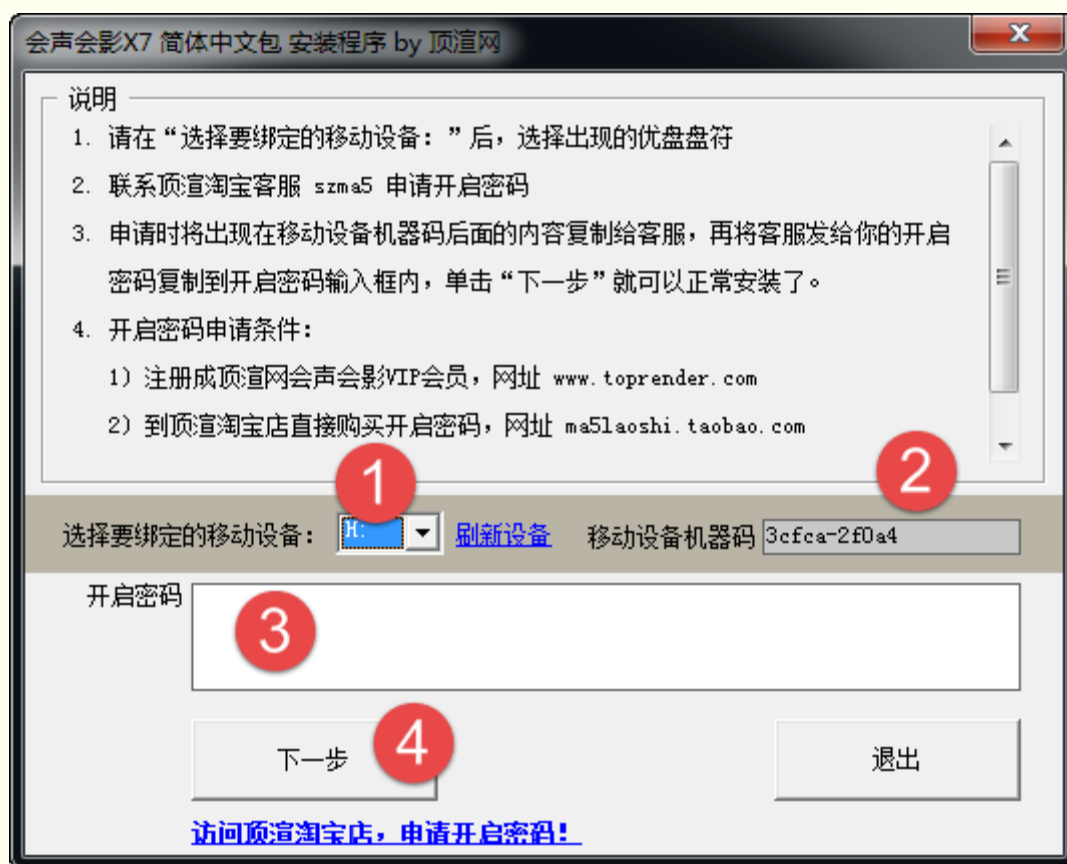 会声会影X7 简体中文包 安装程序 by 顶渲网
说明
1. 请在“选择要绑定的移动设备：”后，选择出现的优盘盘符
2. 联系顶渲淘宝客服 szma5 申请开启密码
3. 申请时将出现在移动设备机器码后面的内容复制给客服，再将客服发给你的开启
密码复制到开启密码输入框内，单击“下一步”就可以正常安装了。
4. 开启密码申请条件：
1）注册成顶渲网会声会影VIP会员，网址 www.toprender.com
2）到顶渲淘宝店直接购买开启密码，网址 ma5laoshi.taobao.com
1
2
选择要绑定的移动设备： H: 刷新设备 移动设备机器码 3cfca-2f0a4
开启密码
3
下一步 4 退出
访问顶渲淘宝店，申请开启密码！